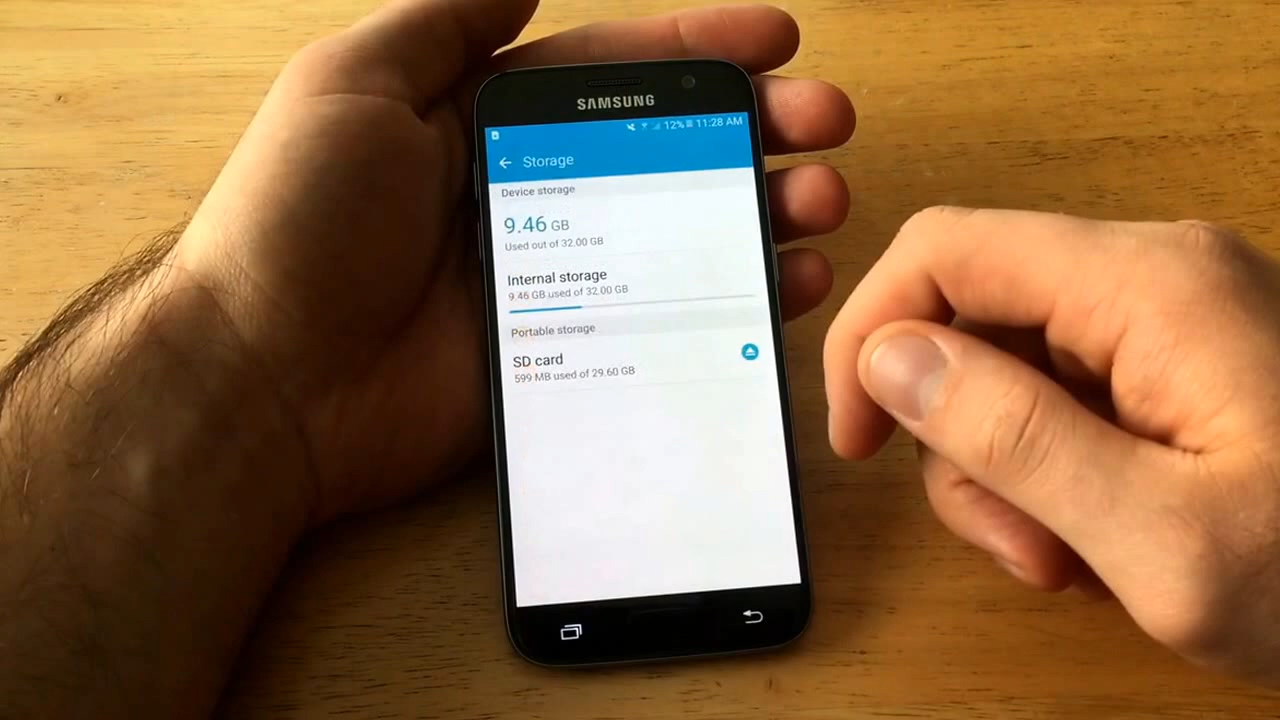 SAMSUNG
12% 11:28 AM
Storage
Device storage
9.46 GB
Used out of 32.00 GB
Internal storage
9.46 GB used of 32.00 GB
Portable storage
SD card
599 MB used of 29.60 GB